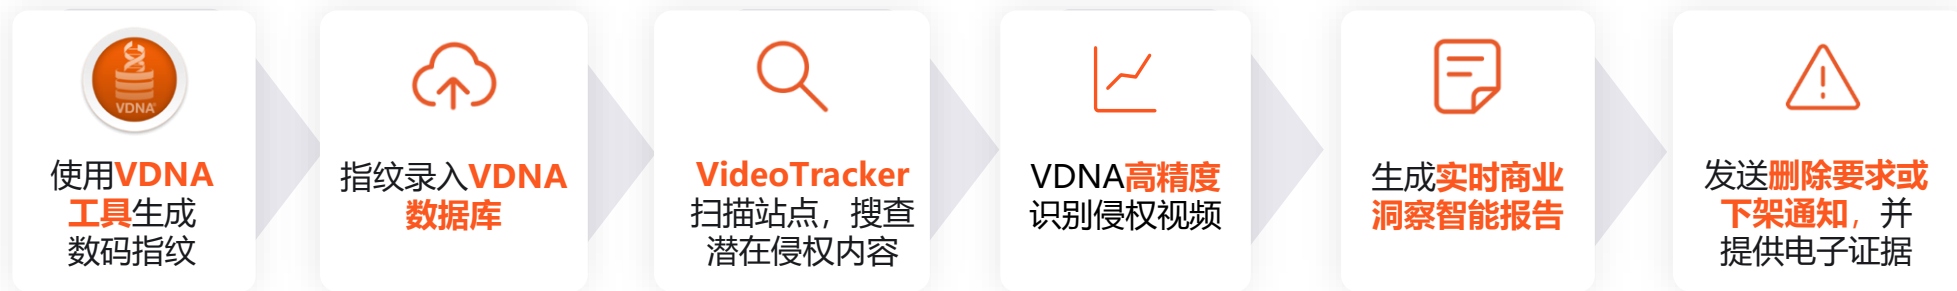 VDNA
使用VDNA
工具生成
数码指纹
指纹录入VDNA
数据库
VideoTracker
扫描站点，搜查
潜在侵权内容
VDNA高精度
识别侵权视频
生成实时商业
洞察智能报告
发送删除要求或
下架通知，并
提供电子证据